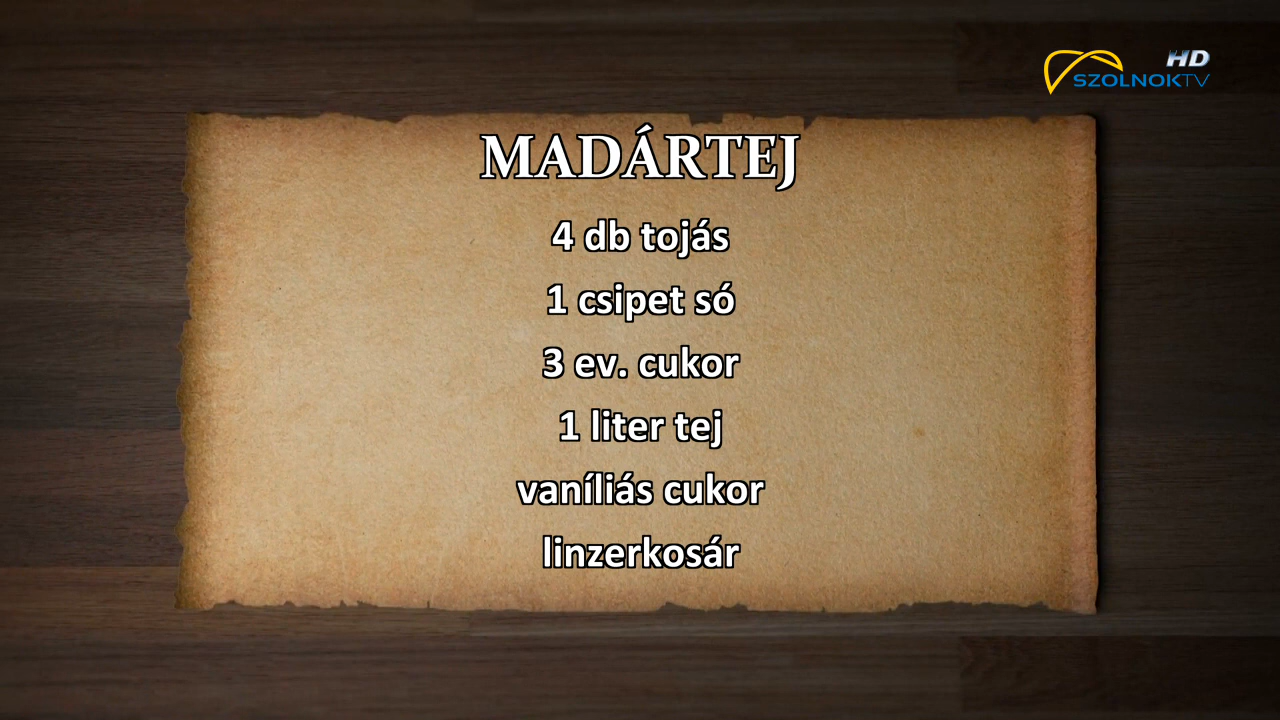 HD
SZOLNOKTV
MADÁRTEJ
4 db tojás
1 csipet só
3 ev. cukor
1 liter tej
vaníliás cukor
linzerkosár